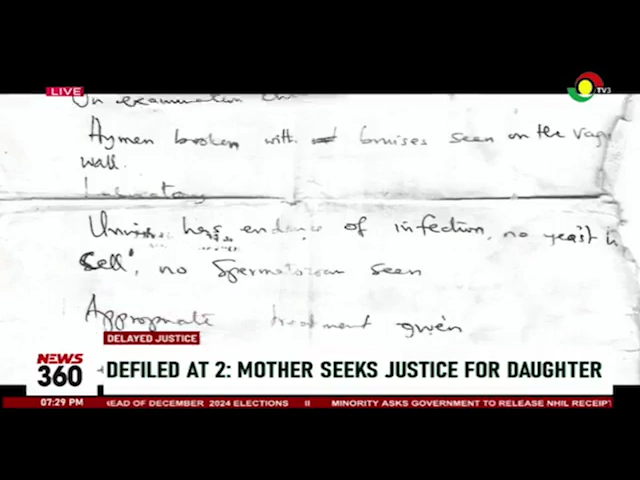 LIVE
TV3
On examination
Hymen broken with bruises seen on the vag
wall.
Laboratory
Urinalysis has evidence of infection, no yeast
Cell, no Spermatozoan seen
Appropriate treatment given
DELAYED JUSTICE
NEWS
360
DEFILED AT 2: MOTHER SEEKS JUSTICE FOR DAUGHTER
07:29 PM
EAD OF DECEMBER 2024 ELECTIONS
MINORITY ASKS GOVERNMENT TO RELEASE NHIL RECEIPT